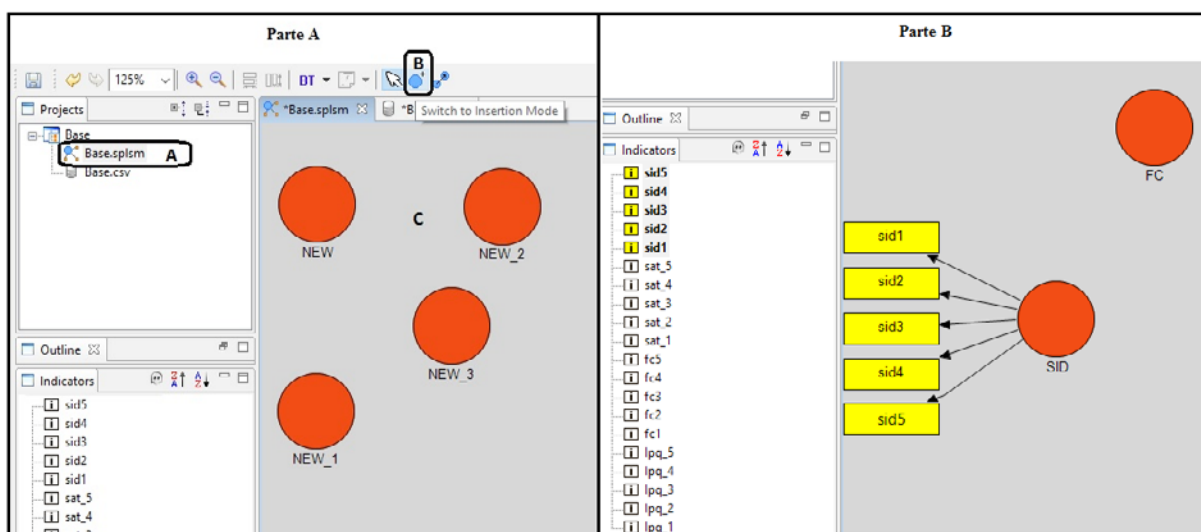 Parte A
B
125%
DT
Projects
*Base.splsm
*B
Switch to Insertion Mode
Base
Base.splsm
A
Base.csv
C
NEW
NEW_2
NEW_3
NEW_1
Outline
Indicators
sid5
sid4
sid3
sid2
sid1
sat_5
sat_4
Parte B
Outline
Indicators
sid5
sid4
sid3
sid2
sid1
sat_5
sat_4
sat_3
sat_2
sat_1
fc5
fc4
fc3
fc2
fc1
lpq_5
lpq_4
lpq_3
lpq_2
lpq_1
FC
sid1
sid2
sid3
sid4
sid5
SID